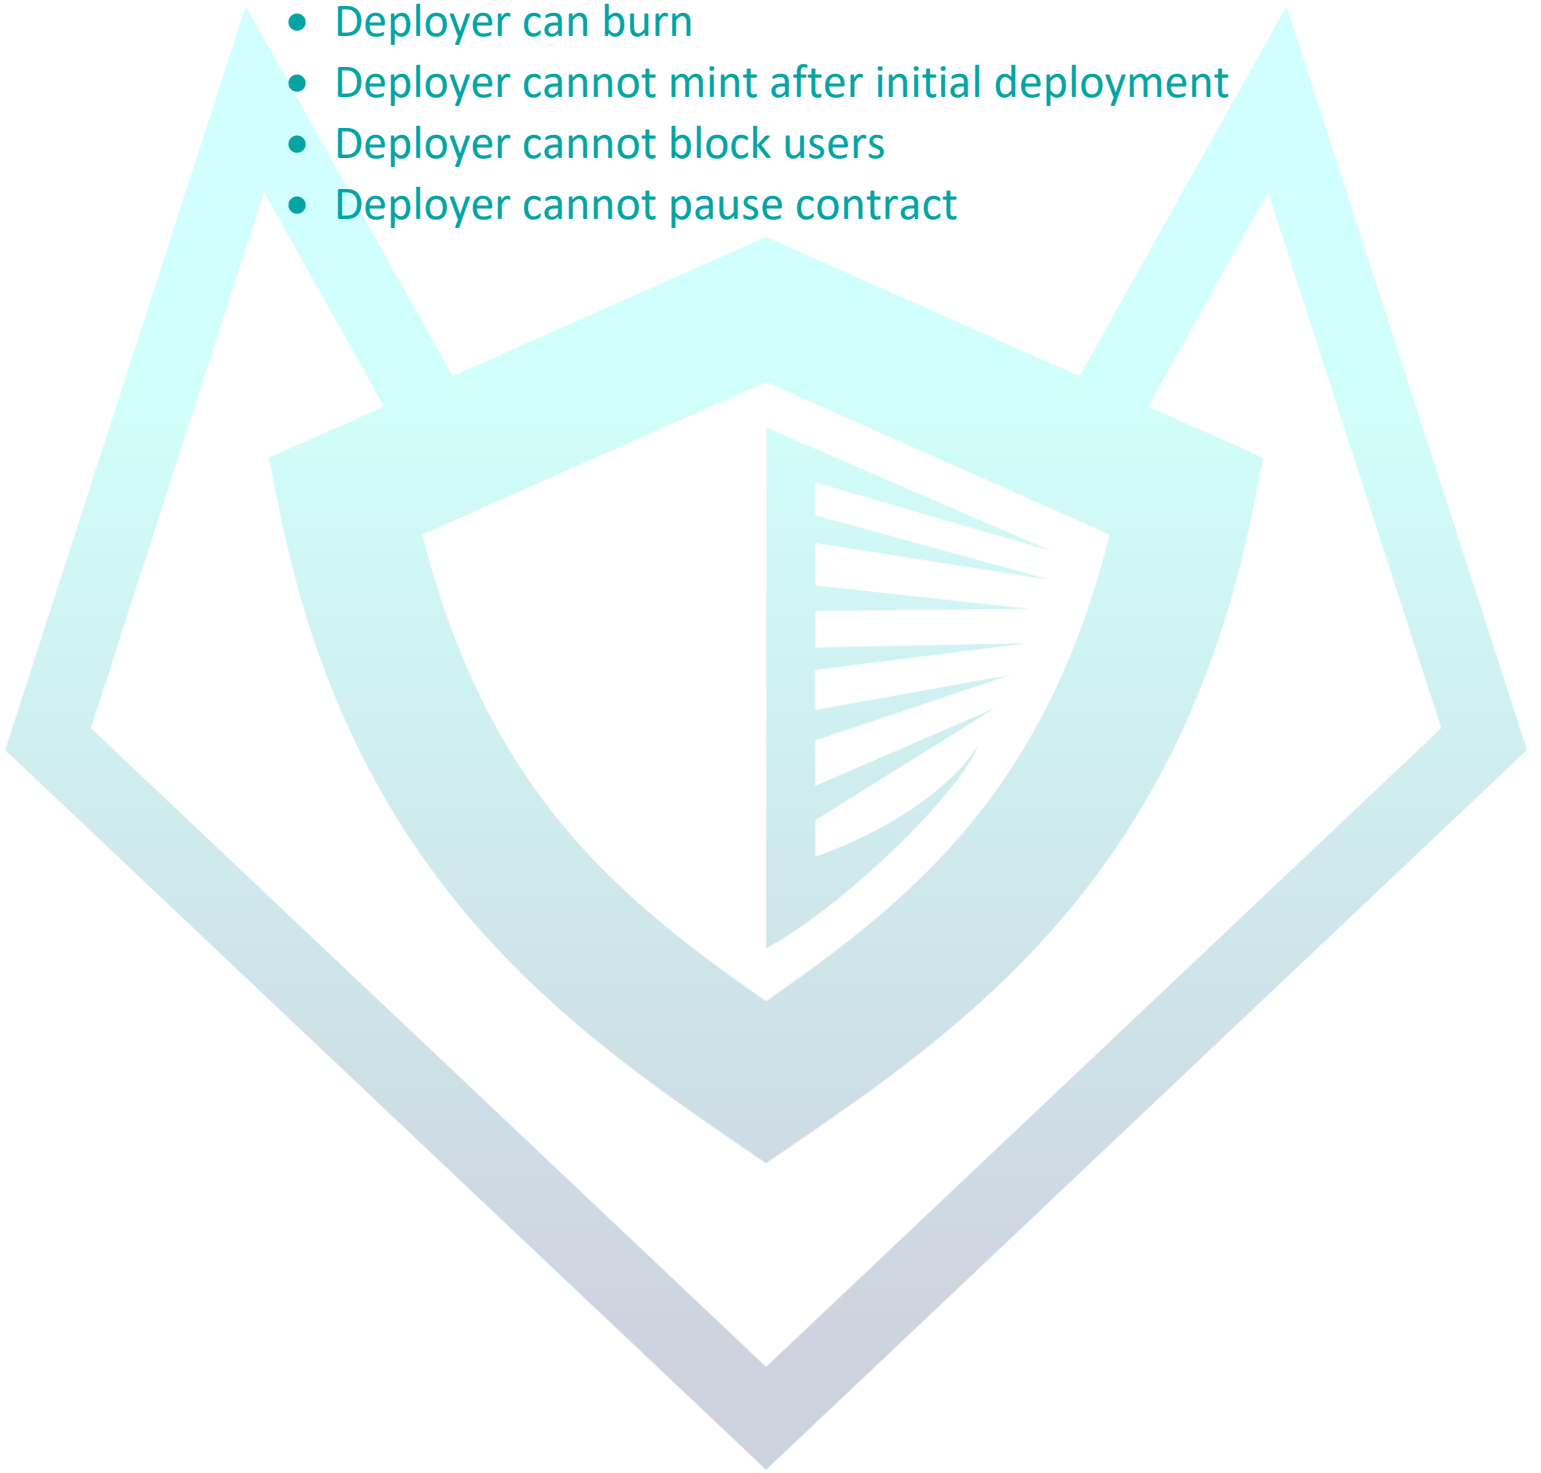 • Deployer can burn
• Deployer cannot mint after initial deployment
• Deployer cannot block users
• Deployer cannot pause contract